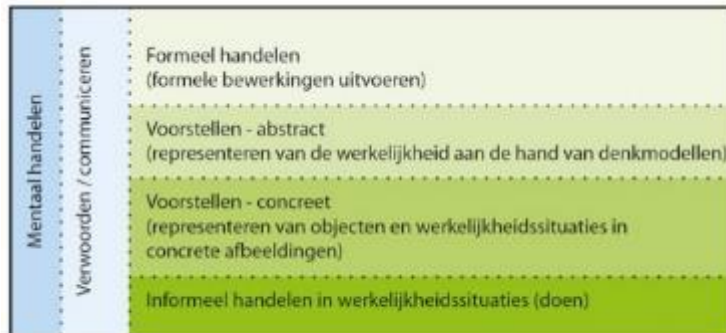 Mentaal handelen
Verwoorden / communiceren
Formeel handelen
(formele bewerkingen uitvoeren)
Voorstellen - abstract
(representeren van de werkelijkheid aan de hand van denkmodellen)
Voorstellen - concreet
(representeren van objecten en werkelijkheidssituaties in
concrete afbeeldingen)
Informeel handelen in werkelijkheidssituaties (doen)